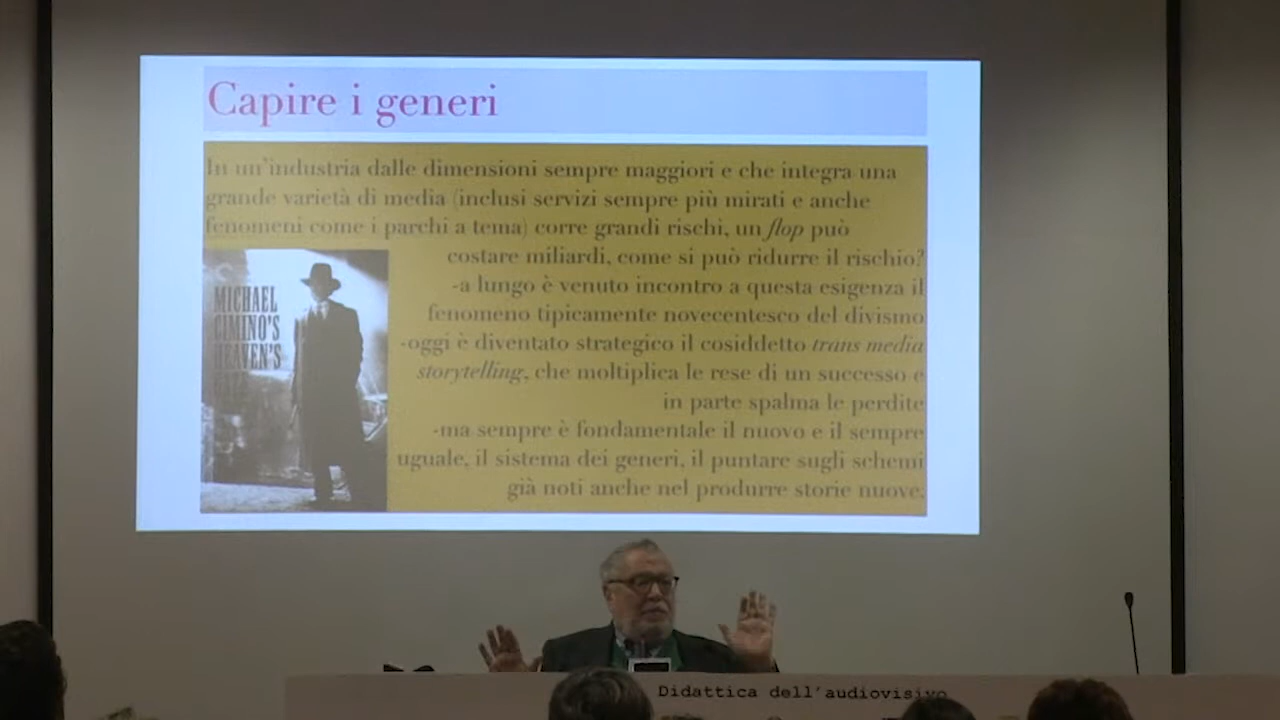 Capire i generi
In un'industria dalle dimensioni sempre maggiori e che integra una
grande varietà di media (inclusi servizi sempre più mirati e anche
fenomeni come i parchi a tema) corre grandi rischi, un flop può
costare miliardi, come si può ridurre il rischio?
-a lungo è venuto incontro a questa esigenza il
fenomeno tipicamente novecentesco del divismo
-oggi è diventato strategico il cosiddetto trans media
storytelling, che moltiplica le rese di un successo e
in parte spalma le perdite
-ma sempre è fondamentale il nuovo e il sempre
uguale, il sistema dei generi, il puntare sugli schemi
già noti anche nel produrre storie nuove.
MICHAEL
CIMINO'S
HEAVEN'S
Didattica dell'audiovisivo